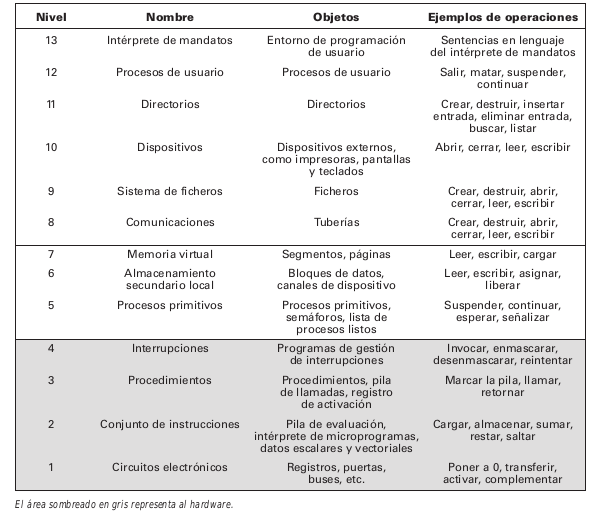 Nivel Nombre Objetos Ejemplos de operaciones
13 Intérprete de mandatos Entorno de programación Sentencias en lenguaje
de usuario del intérprete de mandatos
12 Procesos de usuario Procesos de usuario Salir, matar, suspender,
continuar
11 Directorios Directorios Crear, destruir, insertar
entrada, eliminar entrada,
buscar, listar
10 Dispositivos Dispositivos externos, Abrir, cerrar, leer, escribir
como impresoras, pantallas
y teclados
9 Sistema de ficheros Ficheros Crear, destruir, abrir,
cerrar, leer, escribir
8 Comunicaciones Tuberías Crear, destruir, abrir,
cerrar, leer, escribir
7 Memoria virtual Segmentos, páginas Leer, escribir, cargar
6 Almacenamiento Bloques de datos, Leer, escribir, asignar,
secundario local canales de dispositivo liberar
5 Procesos primitivos Procesos primitivos, Suspender, continuar,
semáforos, lista de esperar, señalizar
procesos listos
4 Interrupciones Programas de gestión Invocar, enmascarar,
de interrupciones desenmascarar, reintentar
3 Procedimientos Procedimientos, pila Marcar la pila, llamar,
de llamadas, registro retornar
de activación
2 Conjunto de instrucciones Pila de evaluación, Cargar, almacenar, sumar,
intérprete de microprogramas, restar, saltar
datos escalares y vectoriales
1 Circuitos electrónicos Registros, puertas, Poner a 0, transferir,
buses, etc. activar, complementar
El área sombreado en gris representa al hardware.